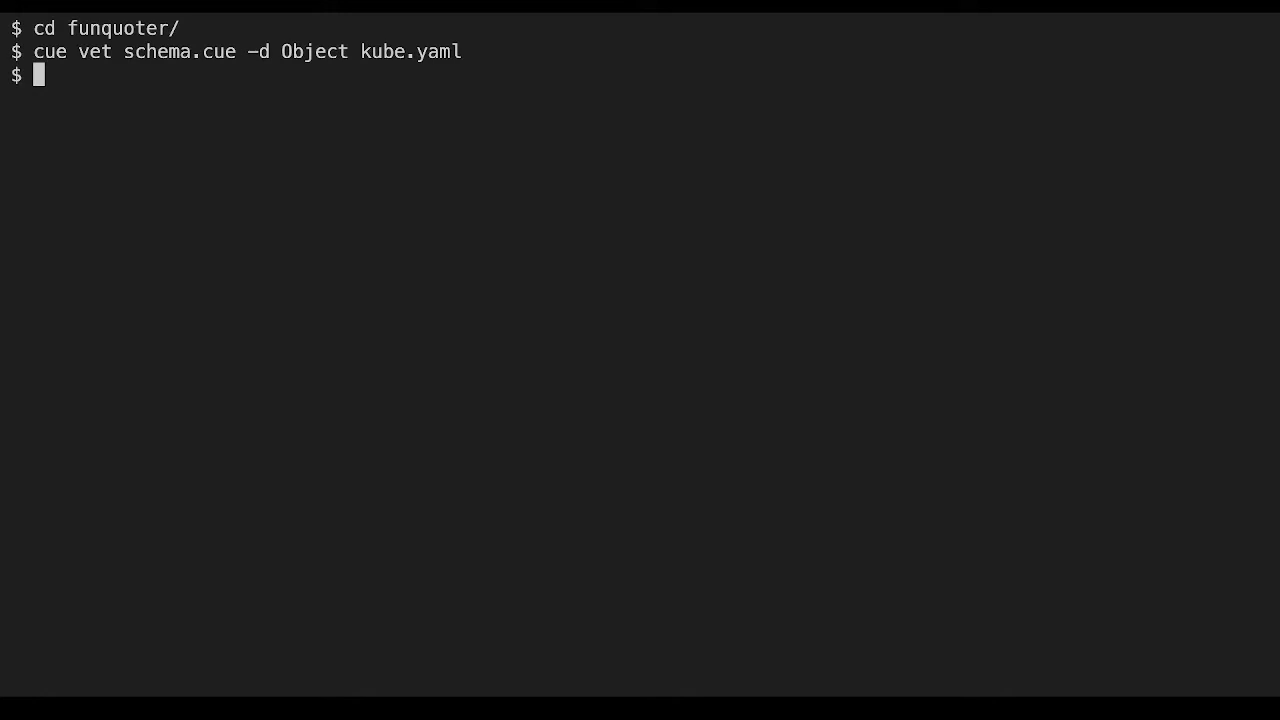 $ cd funquoter/
$ cue vet schema.cue -d Object kube.yaml
$